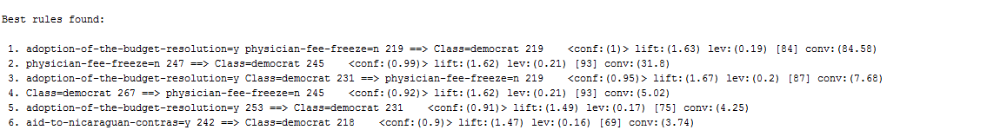 Best rules found:
1. adoption-of-the-budget-resolution=y physician-fee-freeze=n 219 ==> Class=democrat 219    <conf:(1)> lift:(1.63) lev:(0.19) [84] conv:(84.58)
2. physician-fee-freeze=n 247 ==> Class=democrat 245    <conf:(0.99)> lift:(1.62) lev:(0.21) [93] conv:(31.8)
3. adoption-of-the-budget-resolution=y Class=democrat 231 ==> physician-fee-freeze=n 219    <conf:(0.95)> lift:(1.67) lev:(0.2) [87] conv:(7.68)
4. Class=democrat 267 ==> physician-fee-freeze=n 245    <conf:(0.92)> lift:(1.62) lev:(0.21) [93] conv:(5.02)
5. adoption-of-the-budget-resolution=y 253 ==> Class=democrat 231    <conf:(0.91)> lift:(1.49) lev:(0.17) [75] conv:(4.25)
6. aid-to-nicaraguan-contras=y 242 ==> Class=democrat 218    <conf:(0.9)> lift:(1.47) lev:(0.16) [69] conv:(3.74)